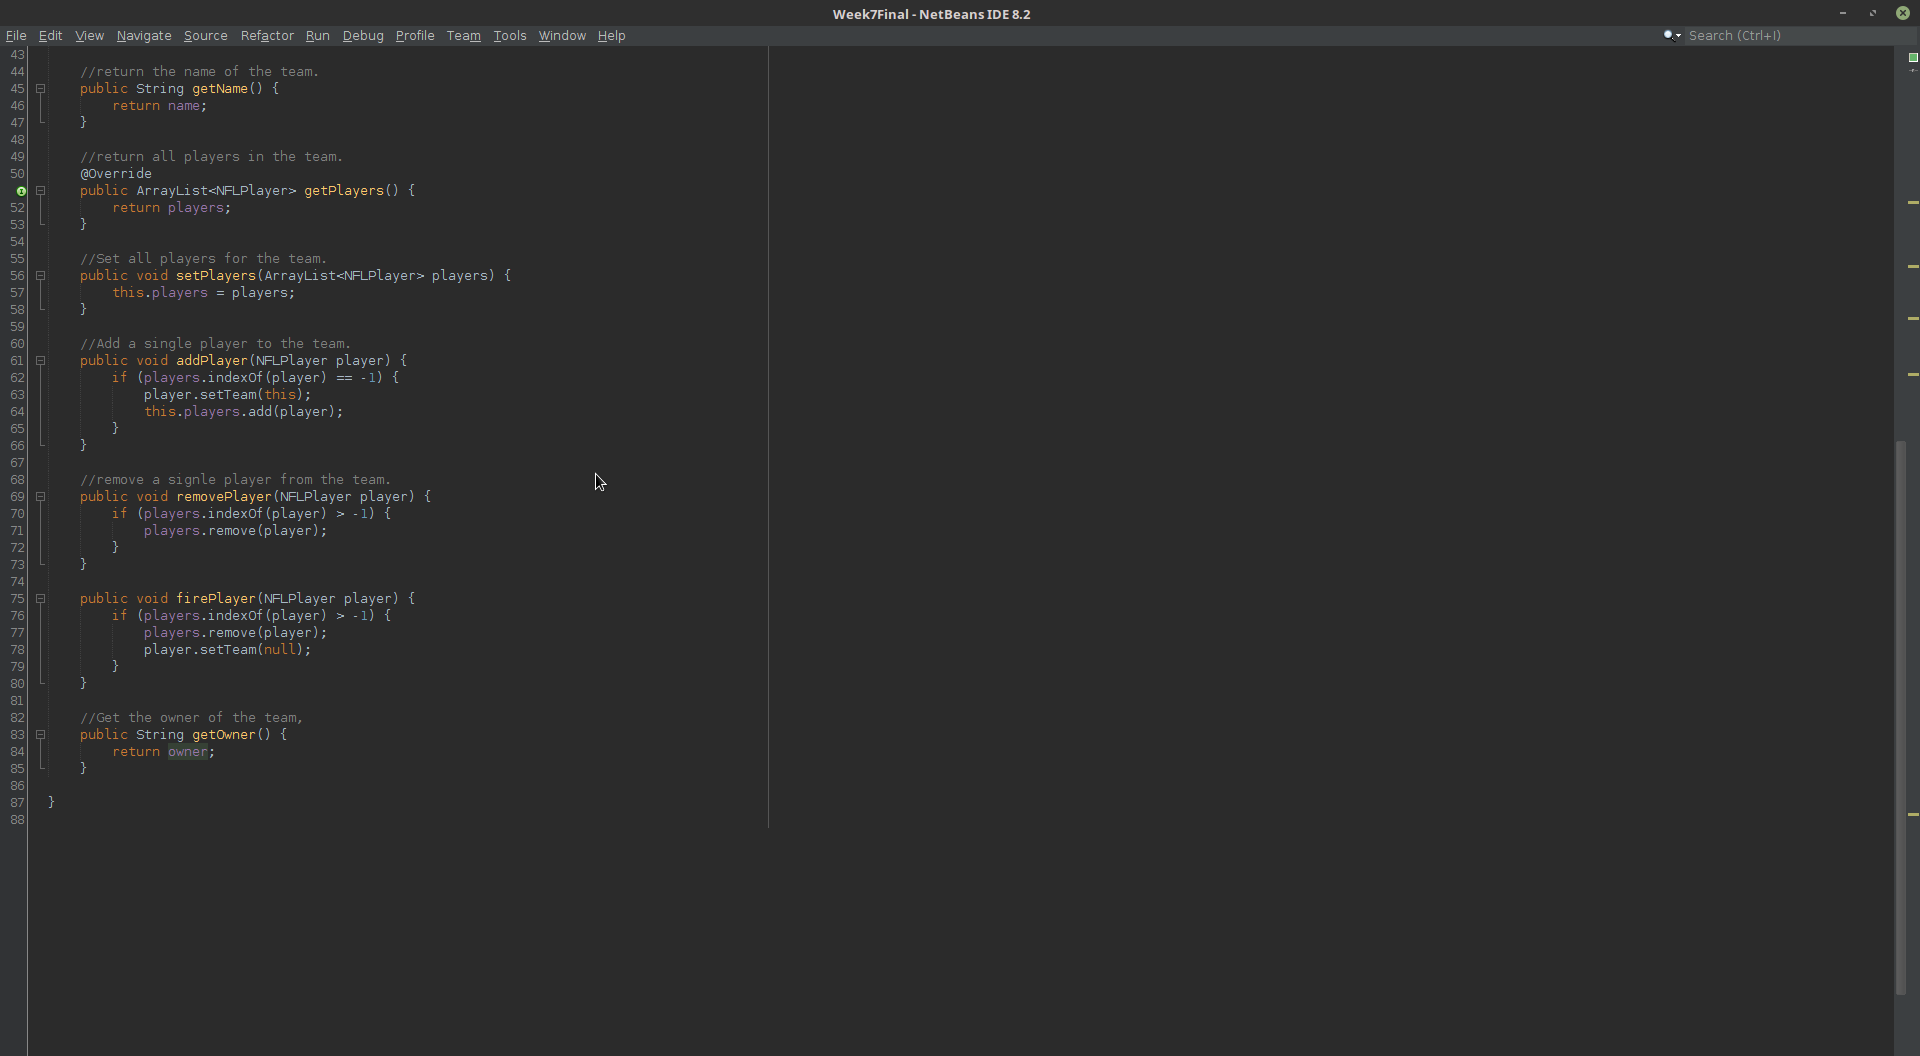 Week7Final - NetBeans IDE 8.2
File Edit View Navigate Source Refactor Run Debug Profile Team Tools Window Help Search (Ctrl+I)
43
44 //return the name of the team.
45 public String getName() {
46 return name;
47 }
48
49 //return all players in the team.
50 @Override
public ArrayList<NFLPlayer> getPlayers() {
52 return players;
53 }
54
55 //Set all players for the team.
56 public void setPlayers(ArrayList<NFLPlayer> players) {
57 this.players = players;
58 }
59
60 //Add a single player to the team.
61 public void addPlayer(NFLPlayer player) {
62 if (players.indexOf(player) == -1) {
63 player.setTeam(this);
64 this.players.add(player);
65 }
66 }
67
68 //remove a signle player from the team.
69 public void removePlayer(NFLPlayer player) {
70 if (players.indexOf(player) > -1) {
71 players.remove(player);
72 }
73 }
74
75 public void firePlayer(NFLPlayer player) {
76 if (players.indexOf(player) > -1) {
77 players.remove(player);
78 player.setTeam(null);
79 }
80 }
81
82 //Get the owner of the team,
83 public String getOwner() {
84 return owner;
85 }
86
87 }
88